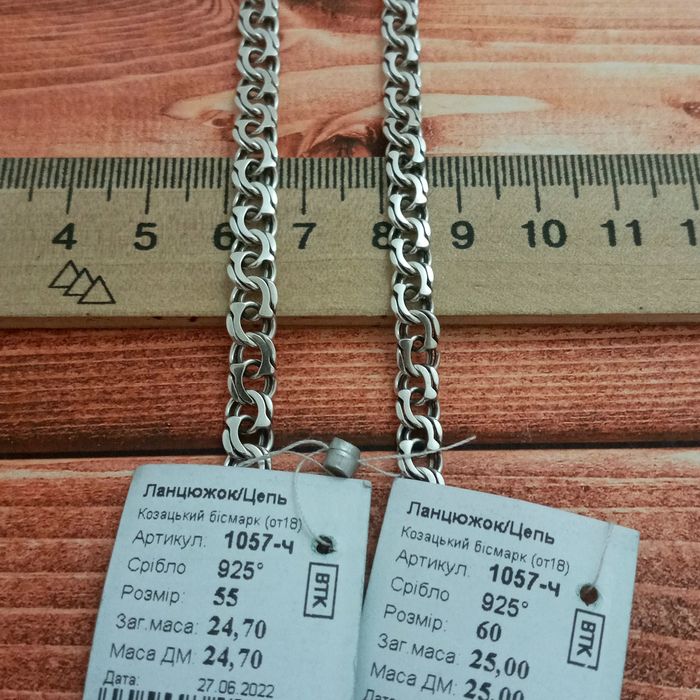 4 5 6 7 8 9 10 11 1
Ланцюжок/Цепь
Козацький бісмарк (от18)
Артикул: 1057-ч
Срібло 925°
Розмір: 55
Заг.маса: 24,70
Маса ДМ: 24,70
Дата: 27.06.2022
ВТК
Ланцюжок/Цепь
Козацький бісмарк (от18)
Артикул: 1057-ч
Срібло 925°
Розмір: 60
Заг.маса: 25,00
Маса ДМ: 25,00
Дата
ВТК